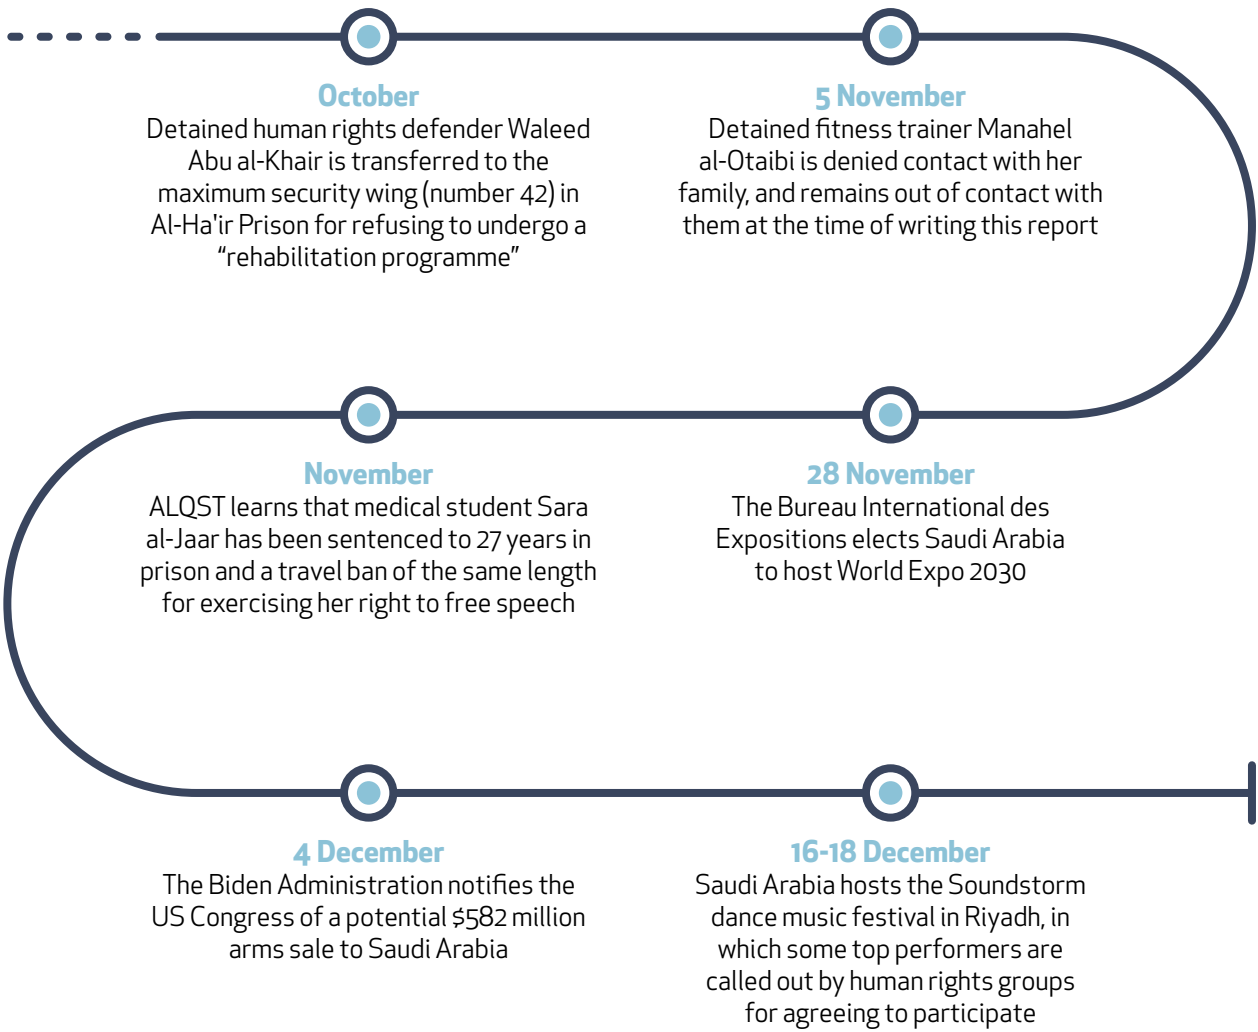 October
Detained human rights defender Waleed
Abu al-Khair is transferred to the
maximum security wing (number 42) in
Al-Ha'ir Prison for refusing to undergo a
“rehabilitation programme”
5 November
Detained fitness trainer Manahel
al-Otaibi is denied contact with her
family, and remains out of contact with
them at the time of writing this report
28 November
The Bureau International des
Expositions elects Saudi Arabia
to host World Expo 2030
November
ALQST learns that medical student Sara
al-Jaar has been sentenced to 27 years in
prison and a travel ban of the same length
for exercising her right to free speech
4 December
The Biden Administration notifies the
US Congress of a potential $582 million
arms sale to Saudi Arabia
16-18 December
Saudi Arabia hosts the Soundstorm
dance music festival in Riyadh, in
which some top performers are
called out by human rights groups
for agreeing to participate